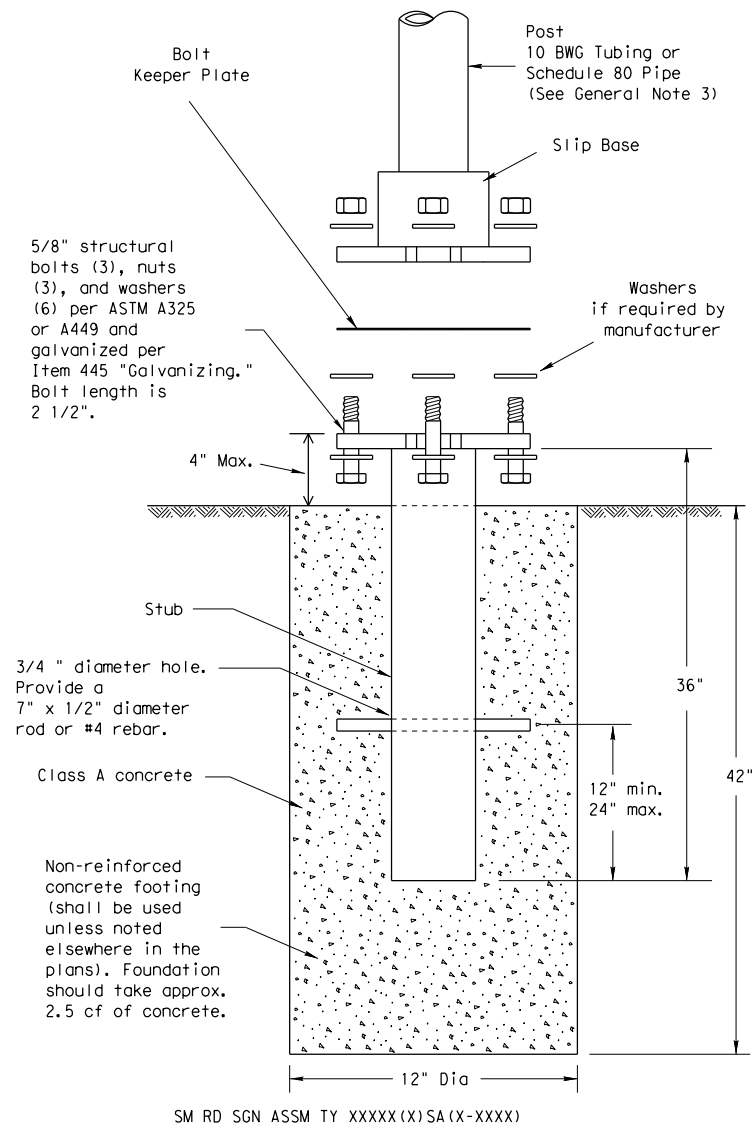 Bolt
Keeper Plate
Post
10 BWG Tubing or
Schedule 80 Pipe
(See General Note 3)
Slip Base
5/8" structural
bolts (3), nuts
(3), and washers
(6) per ASTM A325
or A449 and
galvanized per
Item 445 "Galvanizing."
Bolt length is
2 1/2".
Washers
if required by
manufacturer
4" Max.
Stub
3/4 " diameter hole.
Provide a
7" x 1/2" diameter
rod or #4 rebar.
36"
12" min.
24" max.
42"
Class A concrete
Non-reinforced
concrete footing
(shall be used
unless noted
elsewhere in the
plans). Foundation
should take approx.
2.5 cf of concrete.
12" Dia
SM RD SGN ASSM TY XXXXX(X)SA(X-XXXX)